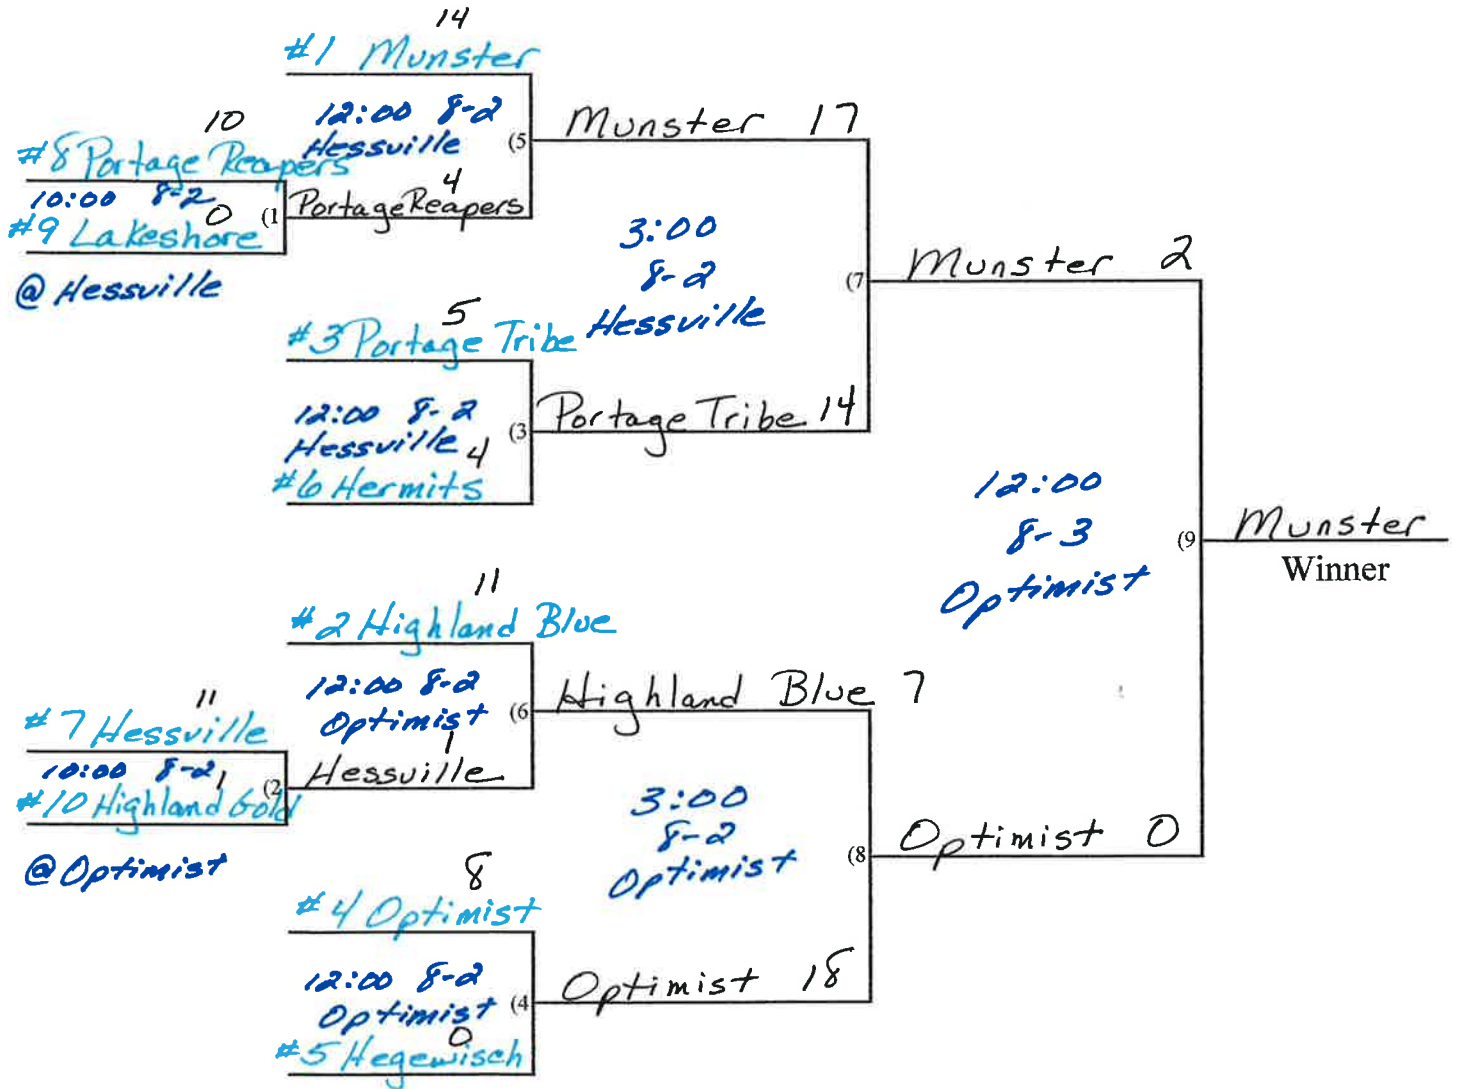 14
#1 Munster
12:00 8-2
Hessville
(5
Munster 17
10
#8 Portage Reapers
10:00 8-2
0
(1
#9 Lakeshore
@ Hessville
4
Portage Reapers
3:00
8-2
Hessville
(7
Munster 2
5
#3 Portage Tribe
12:00 8-2
Hessville
4
(3
#6 Hermits
Portage Tribe 14
12:00
8-3
Optimist
(9
Munster
Winner
11
#2 Highland Blue
12:00 8-2
Optimist
(6
Highland Blue 7
11
#7 Hessville
10:00 8-2
1
(2
#10 Highland Gold
@ Optimist
1
Hessville
3:00
8-2
Optimist
(8
Optimist 0
8
#4 Optimist
12:00 8-2
Optimist
(4
0
#5 Hegewisch
Optimist 18